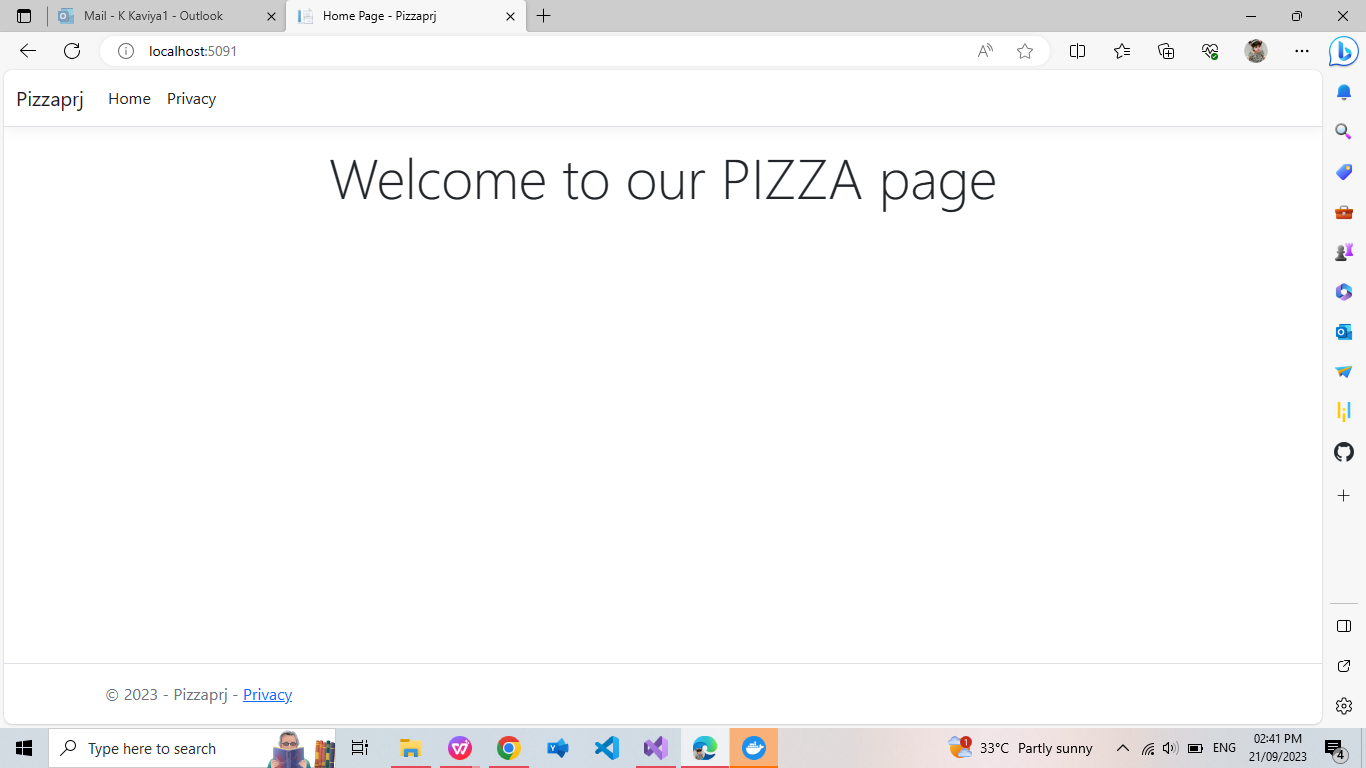 Mail - K Kaviya1 - Outlook
Home Page - Pizzaprj
localhost:5091
Pizzaprj Home Privacy
Welcome to our PIZZA page
© 2023 - Pizzaprj - Privacy
Type here to search
33°C Partly sunny
ENG
02:41 PM
21/09/2023
1
4